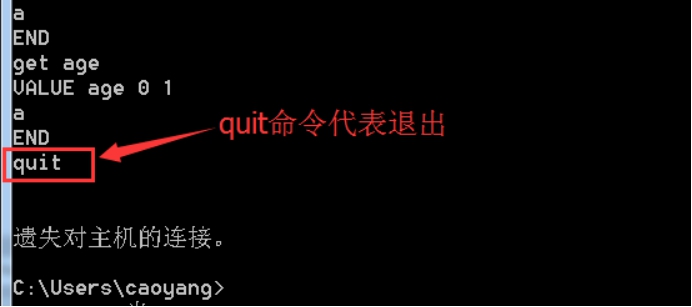 a
END
get age
VALUE age 0 1
a
END
quit命令代表退出
quit
遗失对主机的连接。
C:\Users\caoyang>